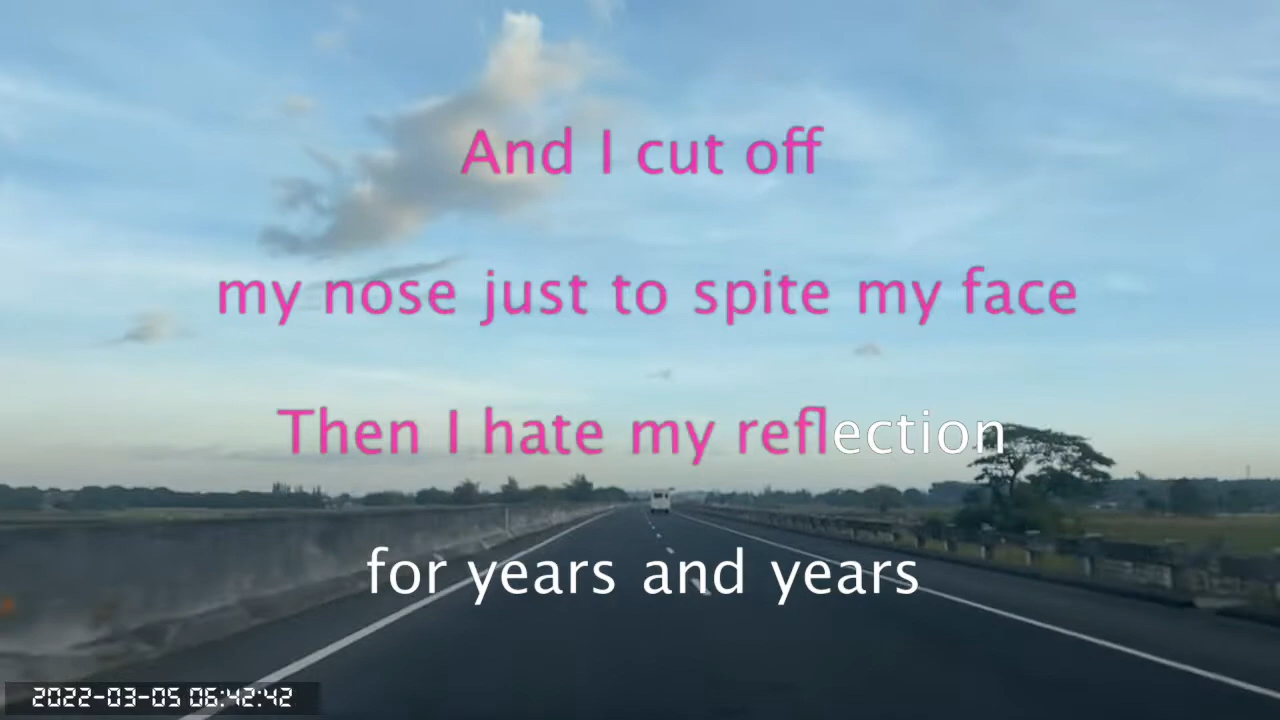 And I cut off
my nose just to spite my face
Then I hate my reflection
for years and years
2022-03-05 06:42:42